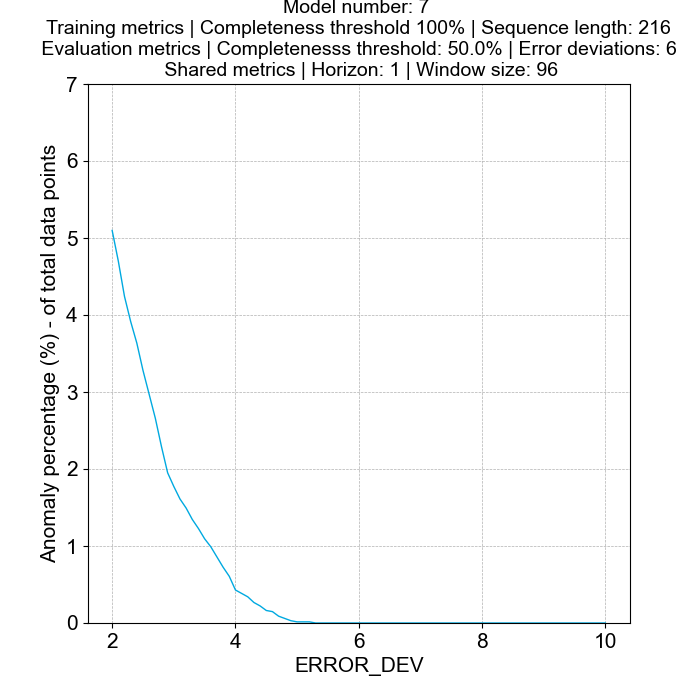 Model number: 7
Training metrics | Completeness threshold 100% | Sequence length: 216
Evaluation metrics | Completenesss threshold: 50.0% | Error deviations: 6
Shared metrics | Horizon: 1 | Window size: 96
7
6
5
4
3
2
1
0
Anomaly percentage (%) - of total data points
2 4 6 8 10
ERROR_DEV